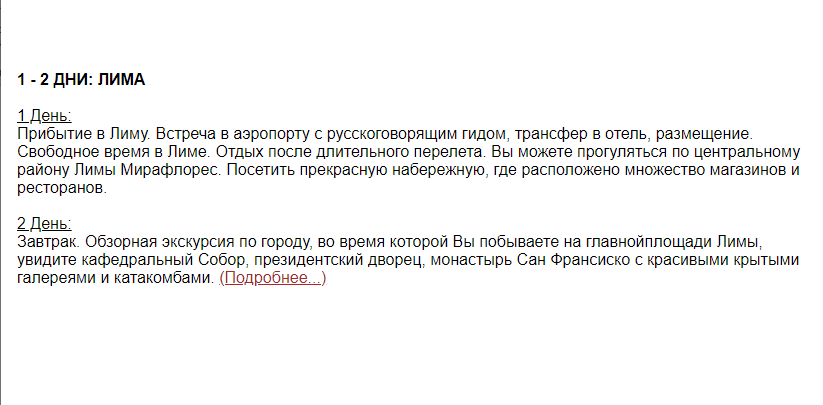 1 - 2 ДНИ: ЛИМА
1 День:
Прибытие в Лиму. Встреча в аэропорту с русскоговорящим гидом, трансфер в отель, размещение.
Свободное время в Лиме. Отдых после длительного перелета. Вы можете прогуляться по центральному
району Лимы Мирафлорес. Посетить прекрасную набережную, где расположено множество магазинов и
ресторанов.
2 День:
Завтрак. Обзорная экскурсия по городу, во время которой Вы побываете на главнойплощади Лимы,
увидите кафедральный Собор, президентский дворец, монастырь Сан Франсиско с красивыми крытыми
галереями и катакомбами. (Подробнее...)